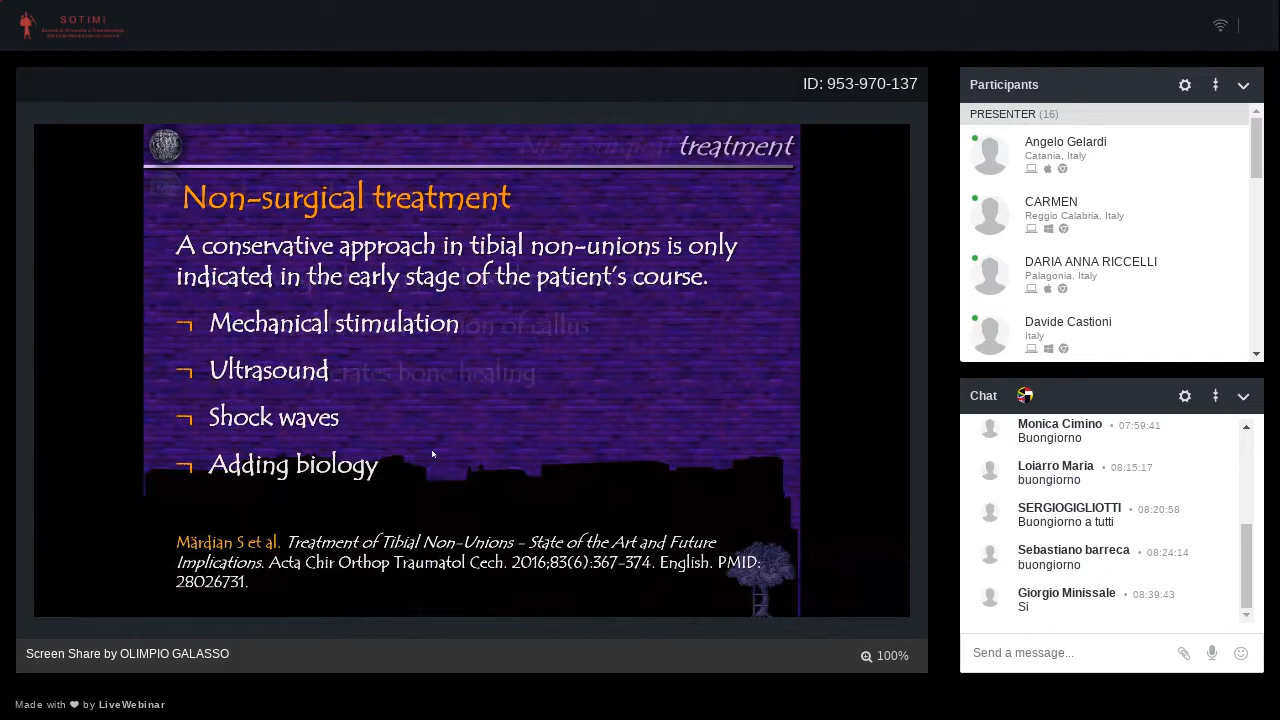 SOTIMI
ID: 953-970-137
treatment
Non-surgical treatment
A conservative approach in tibial non-unions is only
indicated in the early stage of the patient's course.
Mechanical stimulation
Ultrasound
Shock waves
Adding biology
Märdian S et al. Treatment of Tibial Non-Unions - State of the Art and Future
Implications. Acta Chir Orthop Traumatol Cech. 2016;83(6):367-374. English. PMID:
28026731.
Screen Share by OLIMPIO GALASSO
100%
Made with by LiveWebinar
Participants
PRESENTER (16)
Angelo Gelardi
Catania, Italy
CARMEN
Reggio Calabria, Italy
DARIA ANNA RICCELLI
Palagonia, Italy
Davide Castioni
Italy
Chat
Monica Cimino • 07:59:41
Buongiorno
Loiarro Maria • 08:15:17
buongiorno
SERGIOGIGLIOTTI • 08:20:58
Buongiorno a tutti
Sebastiano barreca • 08:24:14
buongiorno
Giorgio Minissale • 08:39:43
Si
Send a message...